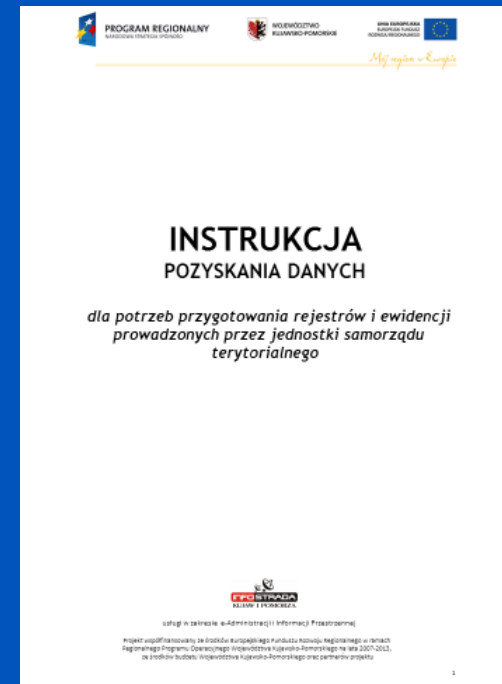 PROGRAM REGIONALNY
NARODOWA STRATEGIA SPÓJNOŚCI
WOJEWÓDZTWO
KUJAWSKO-POMORSKIE
UNIA EUROPEJSKA
EUROPEJSKI FUNDUSZ
ROZWOJU REGIONALNEGO
Mój region w Europie
INSTRUKCJA
POZYSKANIA DANYCH
dla potrzeb przygotowania rejestrów i ewidencji
prowadzonych przez jednostki samorządu
terytorialnego
INFOSTRADA
KUJAW I POMORZA
usługi w zakresie e-Administracji i Informacji Przestrzennej
Projekt współfinansowany ze środków Europejskiego Funduszu Rozwoju Regionalnego w ramach
Regionalnego Programu Operacyjnego Województwa Kujawsko-Pomorskiego na lata 2007-2013,
ze środków budżetu Województwa Kujawsko-Pomorskiego oraz partnerów projektu
1